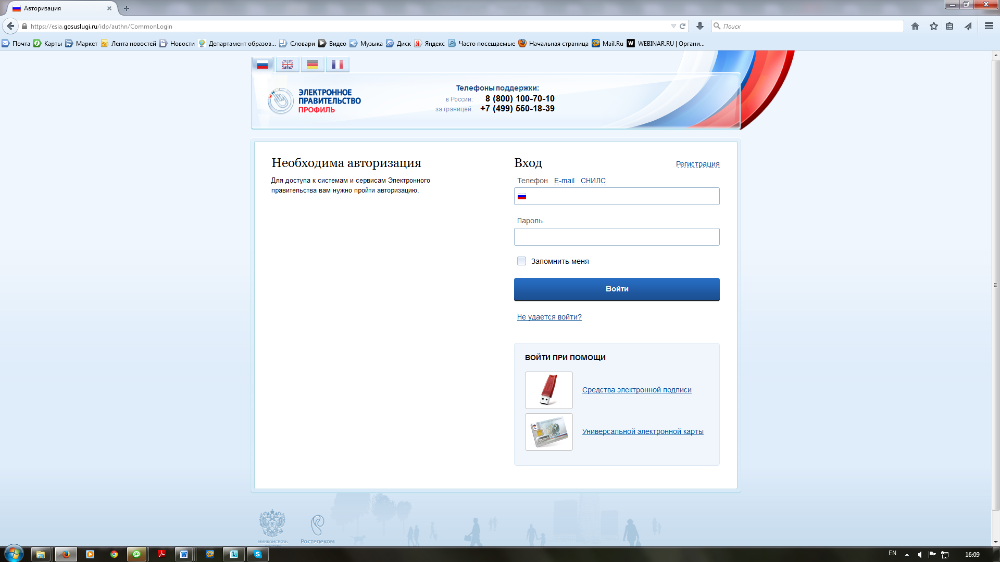 Авторизация
https://esia.gosuslugi.ru/idp/authn/CommonLogin
Поиск
Почта Карты Маркет Лента новостей Новости Департамент образов... Словари Видео Музыка Диск Яндекс Часто посещаемые Начальная страница Mail.Ru WEBINAR.RU | Органи...
ЭЛЕКТРОННОЕ
ПРАВИТЕЛЬСТВО
ПРОФИЛЬ
Телефоны поддержки:
в России: 8 (800) 100-70-10
за границей: +7 (499) 550-18-39
Необходима авторизация
Для доступа к системам и сервисам Электронного
правительства вам нужно пройти авторизацию.
Вход
Регистрация
Телефон E-mail СНИЛС
Пароль
Запомнить меня
Войти
Не удается войти?
ВОЙТИ ПРИ ПОМОЩИ
Средства электронной подписи
Универсальной электронной карты
МИНКОМСВЯЗЬ
РОССИИ
Ростелеком
EN
16:09